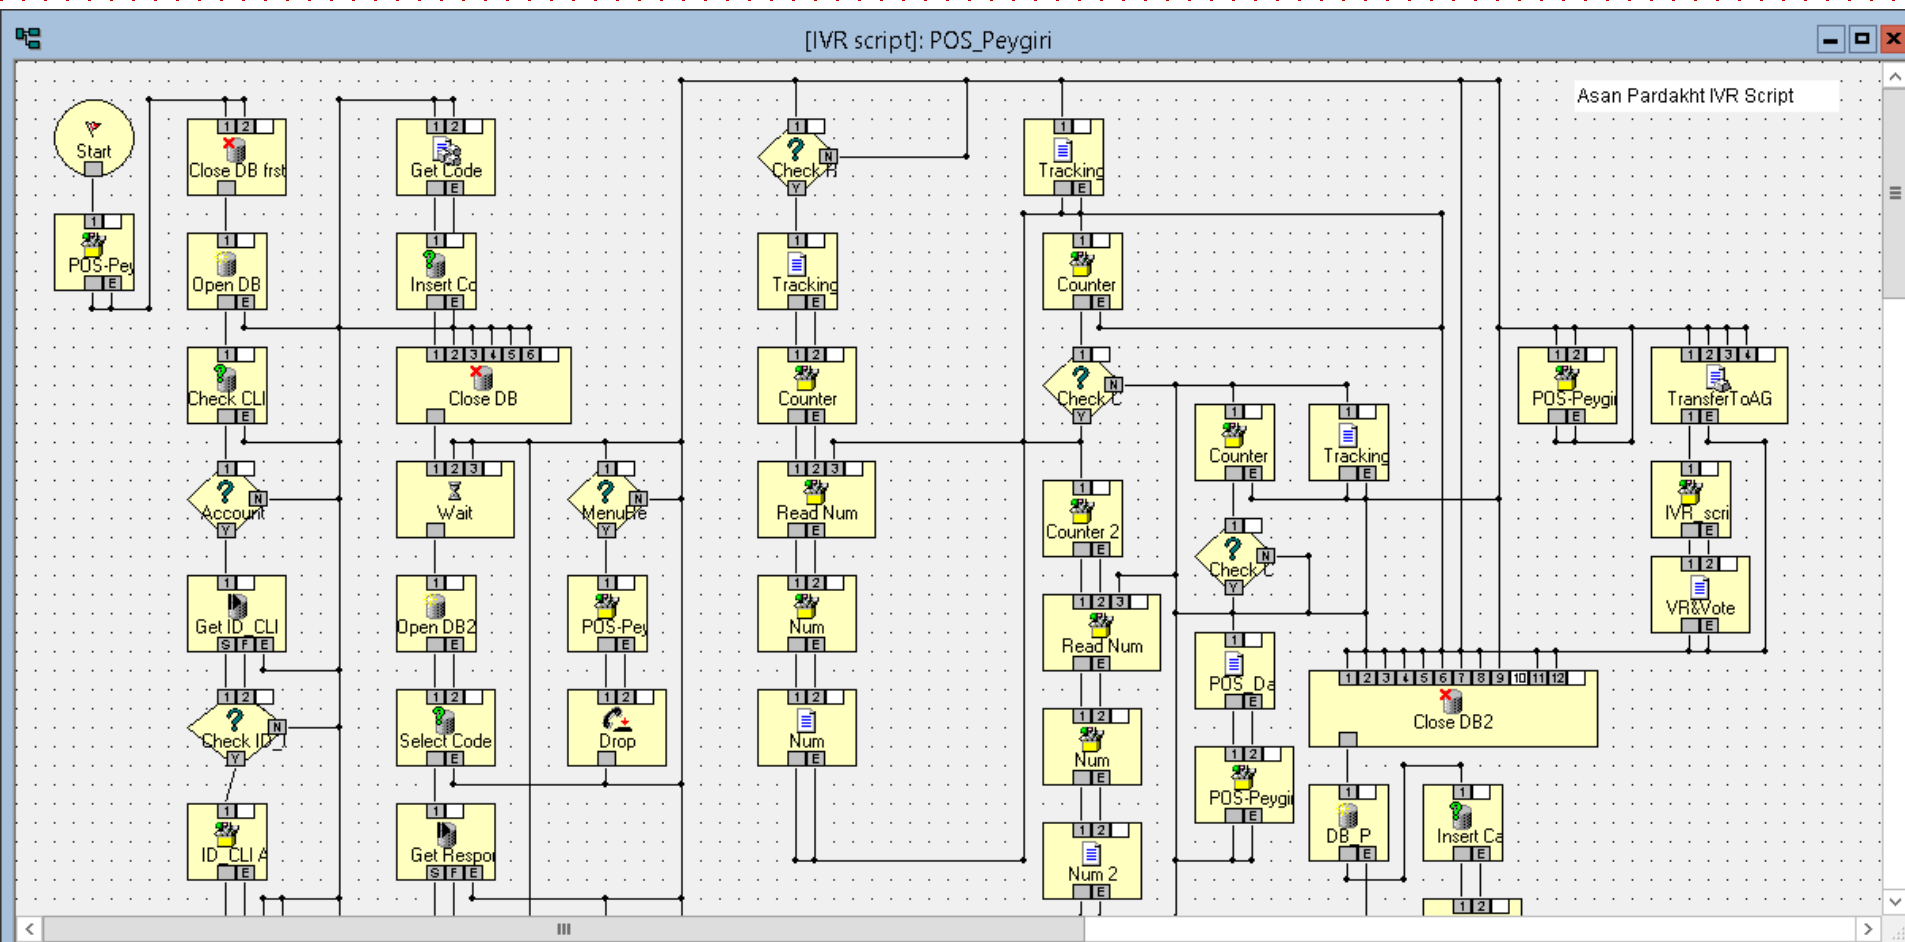 [IVR script]: POS_Peygiri
Asan Pardakht IVR Script
Start
POS-Pey
Close DB frst
Open DB
Check CLI
Account
Get ID_CLI
Check ID_
ID_CLI A
Get Code
Insert Co
Close DB
Wait
Open DB2
Select Code
Get Respo
MenuRe
POS-Pey
Drop
Check R
Tracking
Counter
Read Num
Num
Num
Tracking
Counter
Check C
Counter 2
Read Num
Num
Num 2
Counter
Tracking
Check C
POS_Da
POS-Peygi
Close DB2
DB_P
Insert Ca
POS-Peygi
TransferToAG
IVR_scri
VR&Vote